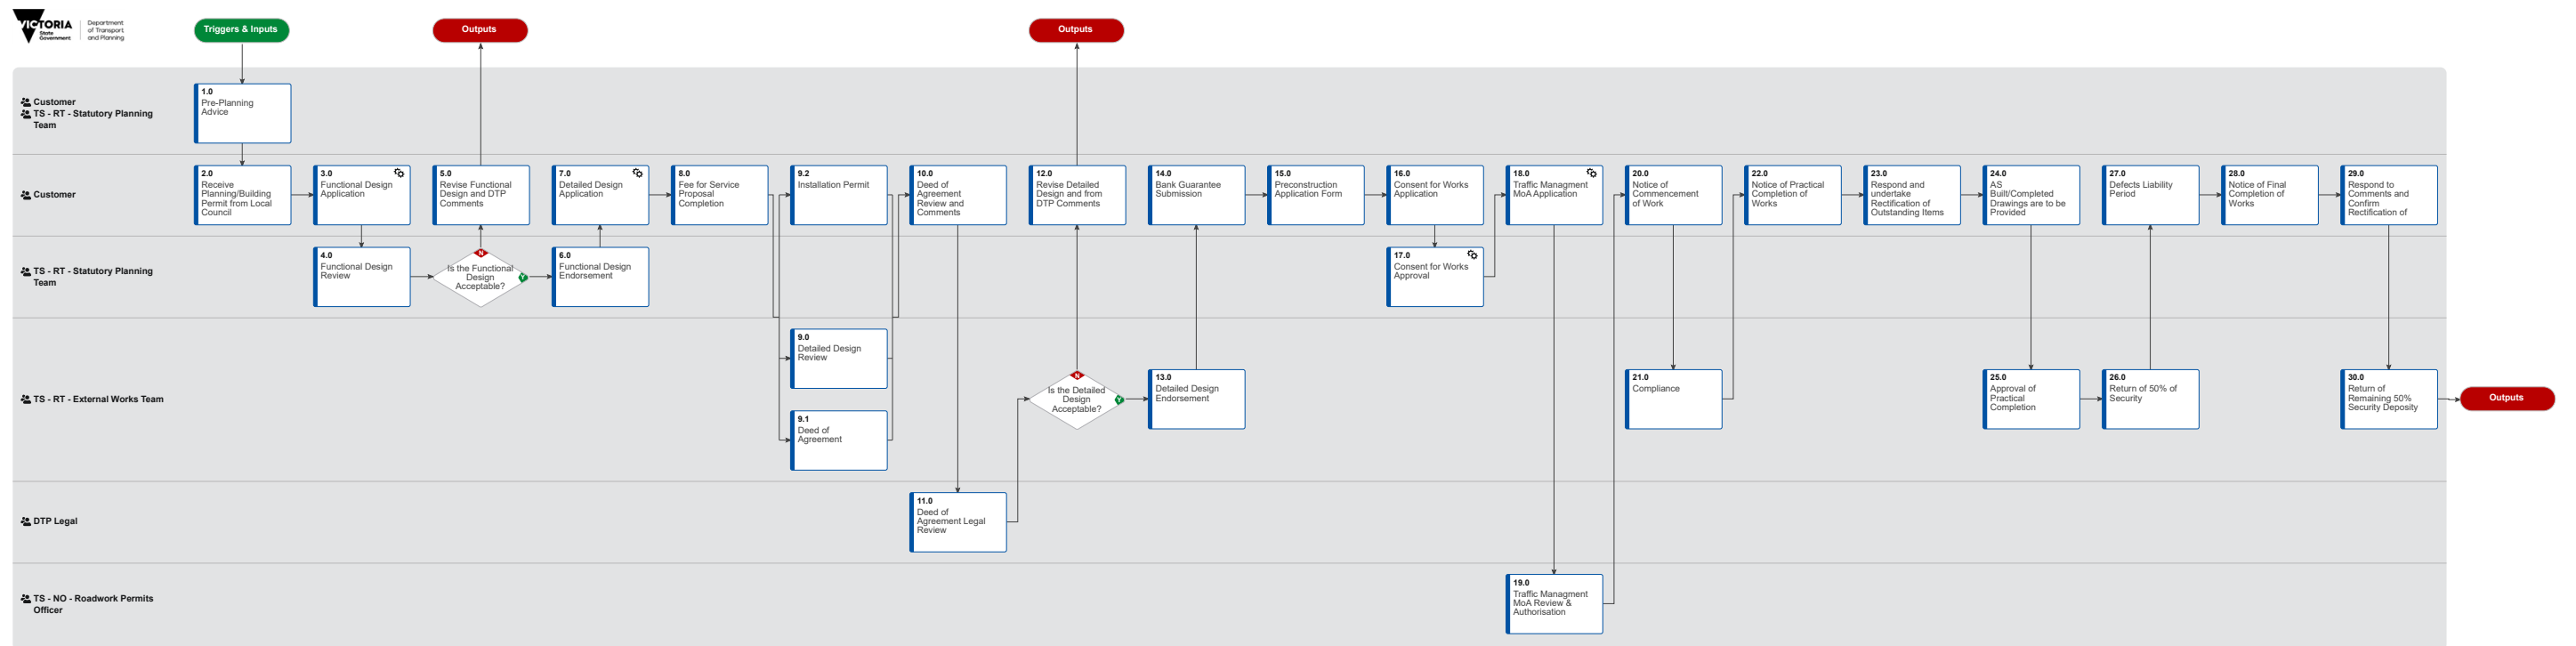 VICTORIA
State
Government
Department
of Transport
and Planning
Triggers & Inputs
Outputs
Outputs
Customer
TS - RT - Statutory Planning
Team
1.0
Pre-Planning
Advice
Customer
2.0
Receive
Planning/Building
Permit from Local
Council
3.0
Functional Design
Application
5.0
Revise Functional
Design and DTP
Comments
7.0
Detailed Design
Application
8.0
Fee for Service
Proposal
Completion
9.2
Installation Permit
10.0
Deed of
Agreement
Review and
Comments
12.0
Revise Detailed
Design and from
DTP Comments
14.0
Bank Guarantee
Submission
15.0
Preconstruction
Application Form
16.0
Consent for Works
Application
18.0
Traffic Managment
MoA Application
20.0
Notice of
Commencement
of Work
22.0
Notice of Practical
Completion of
Works
23.0
Respond and
undertake
Rectification of
Outstanding Items
24.0
AS
Built/Completed
Drawings are to be
Provided
27.0
Defects Liability
Period
28.0
Notice of Final
Completion of
Works
29.0
Respond to
Comments and
Confirm
Rectification of
TS - RT - Statutory Planning
Team
4.0
Functional Design
Review
N
Is the Functional
Design
Acceptable?
Y
6.0
Functional Design
Endorsement
17.0
Consent for Works
Approval
TS - RT - External Works Team
9.0
Detailed Design
Review
9.1
Deed of
Agreement
N
Is the Detailed
Design
Acceptable?
Y
13.0
Detailed Design
Endorsement
21.0
Compliance
25.0
Approval of
Practical
Completion
26.0
Return of 50% of
Security
30.0
Return of
Remaining 50%
Security Deposity
Outputs
DTP Legal
11.0
Deed of
Agreement Legal
Review
TS - NO - Roadwork Permits
Officer
19.0
Traffic Managment
MoA Review &
Authorisation